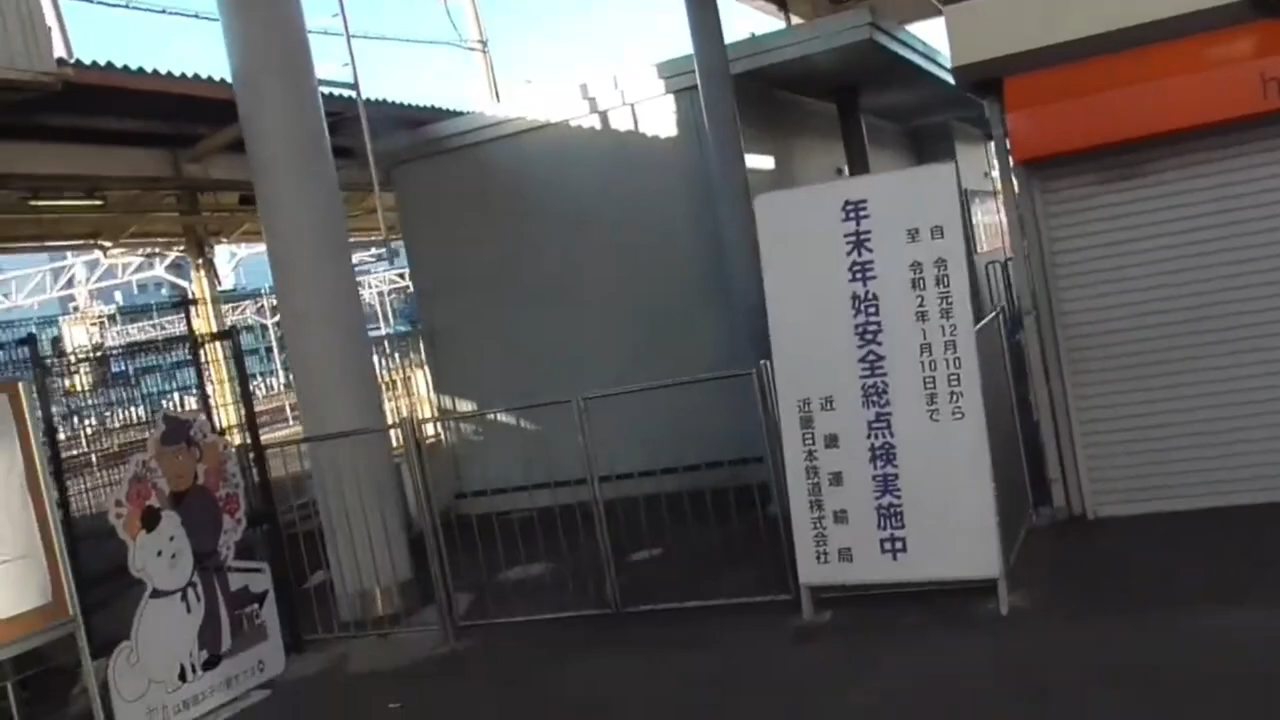 自 令和元年12月10日から
至 令和2年1月10日まで
年末年始安全総点検実施中
近畿運輸局
近畿日本鉄道株式会社
h